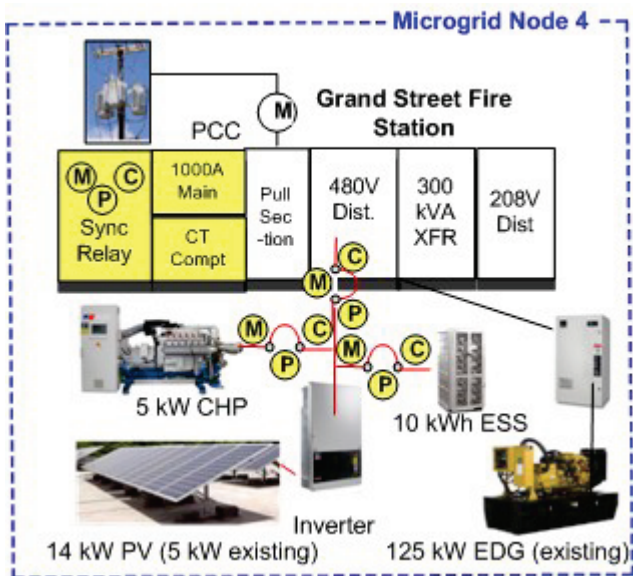 Microgrid Node 4
M
Grand Street Fire
Station
PCC
M
C
P
Sync
Relay
1000A
Main
CT
Compt
Pull
Sec
-tion
480V
Dist.
300
kVA
XFR
208V
Dist
C
M
P
M
C
P
M
C
P
5 kW CHP
10 kWh ESS
Inverter
14 kW PV (5 kW existing)
125 kW EDG (existing)